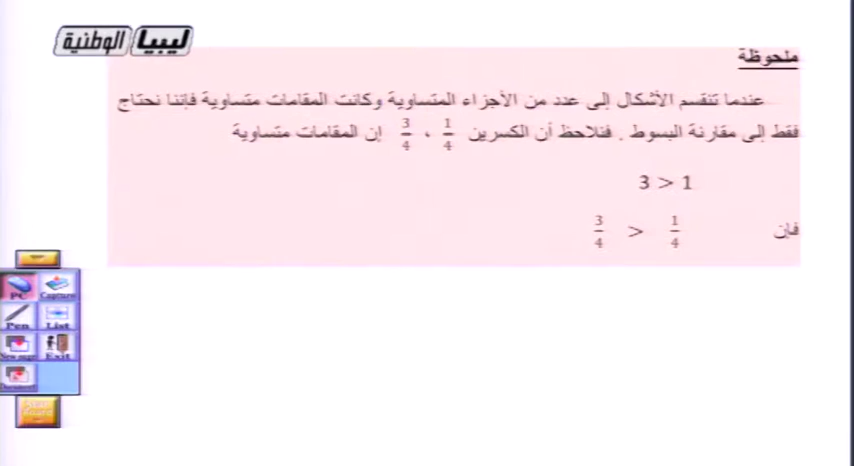 ليبيا الوطنية
ملحوظة
عندما تنقسم الأشكال إلى عدد من الأجزاء المتساوية وكانت المقامات متساوية فإننا نحتاج
فقط إلى مقارنة البسوط . فنلاحظ أن الكسرين 1/4 ، 3/4 إن المقامات متساوية
3 > 1
فإن 3/4 > 1/4
PC Capture
Pen List
Exit